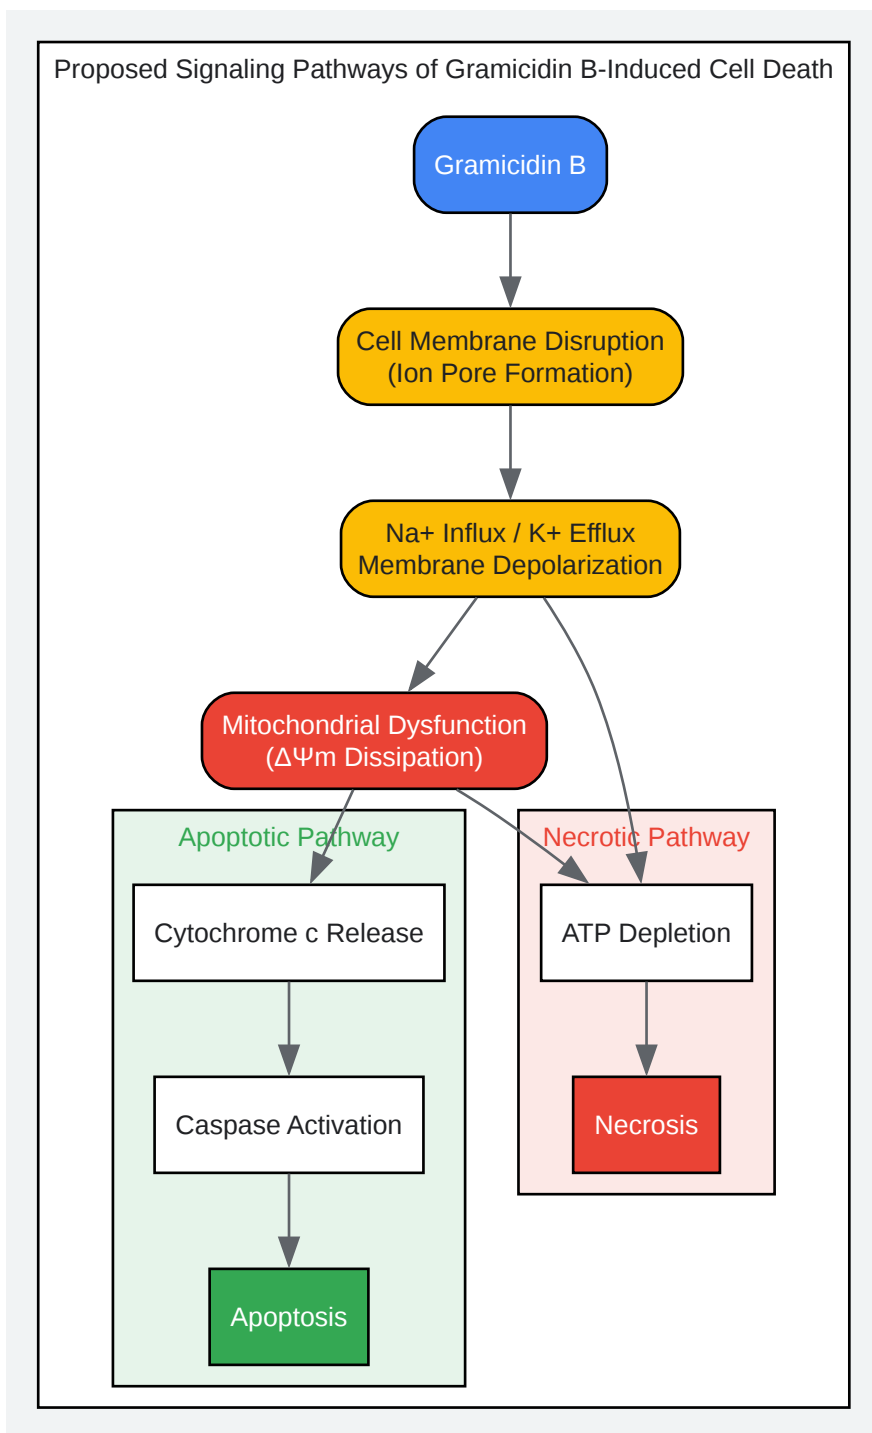 Proposed Signaling Pathways of Gramicidin B-Induced Cell Death
Gramicidin B
Cell Membrane Disruption
(Ion Pore Formation)
Na+ Influx / K+ Efflux
Membrane Depolarization
Mitochondrial Dysfunction
(ΔΨm Dissipation)
Apoptotic Pathway
Necrotic Pathway
Cytochrome c Release
ATP Depletion
Caspase Activation
Necrosis
Apoptosis